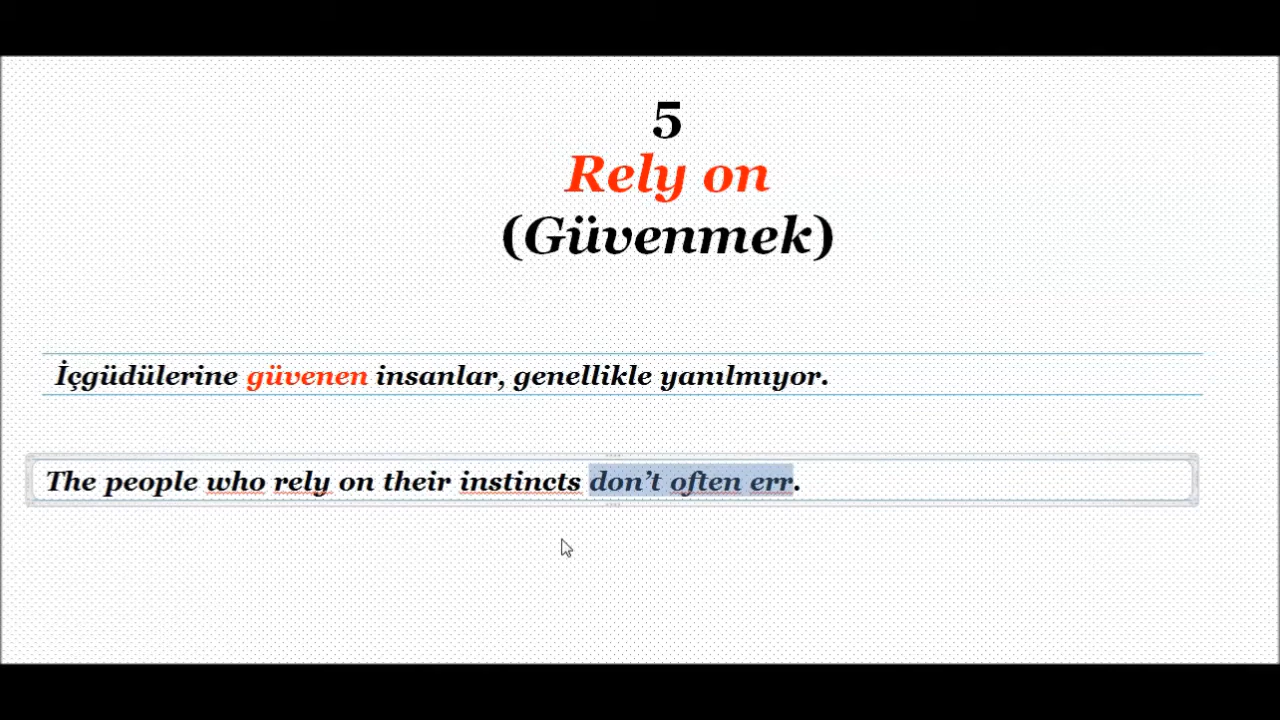 5
Rely on
(Güvenmek)
İçgüdülerine güvenen insanlar, genellikle yanılmıyor.
The people who rely on their instincts don’t often err.